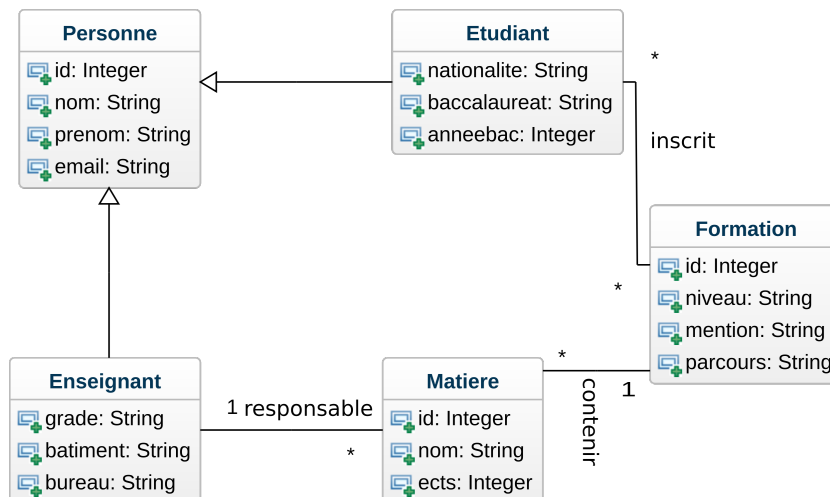 Personne
id: Integer
nom: String
prenom: String
email: String
Etudiant
nationalite: String
baccalaureat: String
anneebac: Integer
*
inscrit
*
Formation
id: Integer
niveau: String
mention: String
parcours: String
Enseignant
grade: String
batiment: String
bureau: String
1 responsable
*
Matiere
id: Integer
nom: String
ects: Integer
*
contenir
1